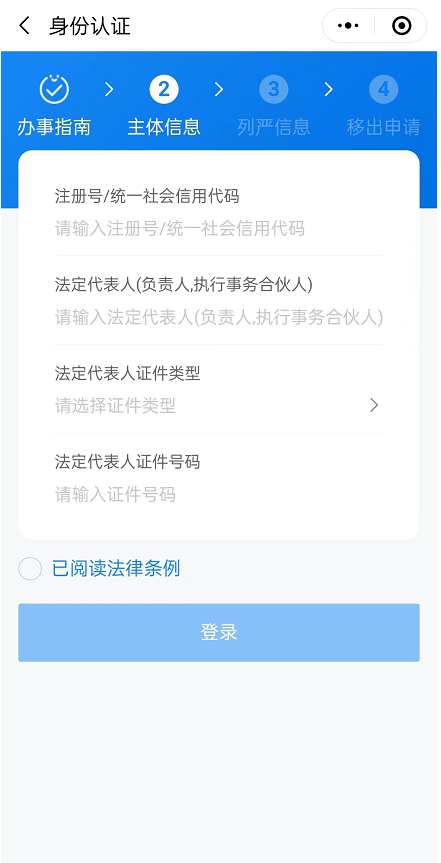 身份认证
2
3
4
办事指南
主体信息
列严信息
移出申请
注册号/统一社会信用代码
请输入注册号/统一社会信用代码
法定代表人(负责人,执行事务合伙人)
请输入法定代表人(负责人,执行事务合伙人)
法定代表人证件类型
请选择证件类型
法定代表人证件号码
请输入证件号码
已阅读法律条例
登录